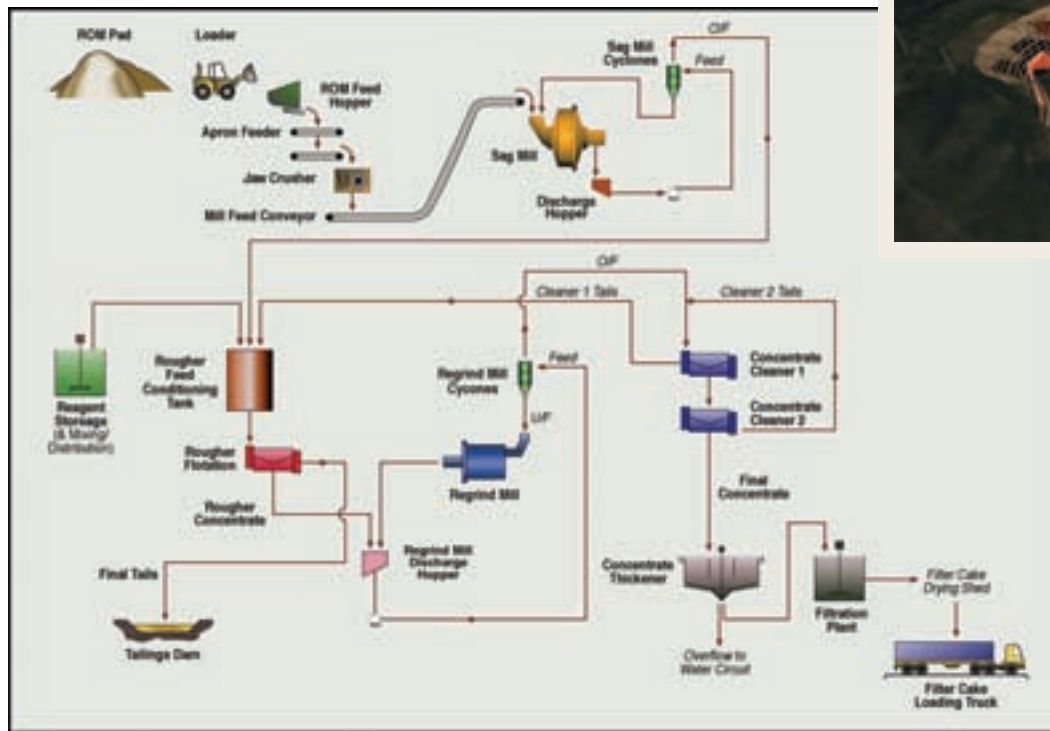 ROM Pad
Loader
ROM Feed
Hopper
Apron Feeder
Jaw Crusher
Mill Feed Conveyor
Sag Mill
Cyclones
O/F
Feed
Sag Mill
Discharge
Hopper
O/F
Cleaner 1 Tails
Cleaner 2 Tails
Reagent
Storeage
(& Mixing/
Distribution)
Rougher
Feed
Conditioning
Tank
Regrind Mill
Cycones
Feed
U/F
Concentrate
Cleaner 1
Concentrate
Cleaner 2
Rougher
Flotation
Regrind Mill
Rougher
Concentrate
Final
Concentrate
Regrind Mill
Discharge
Hopper
Final Tails
Tailings Dam
Concentrate
Thickener
Overflow to
Water Circuit
Filtration
Plant
Filter Cake
Drying Shed
Filter Cake
Loading Truck